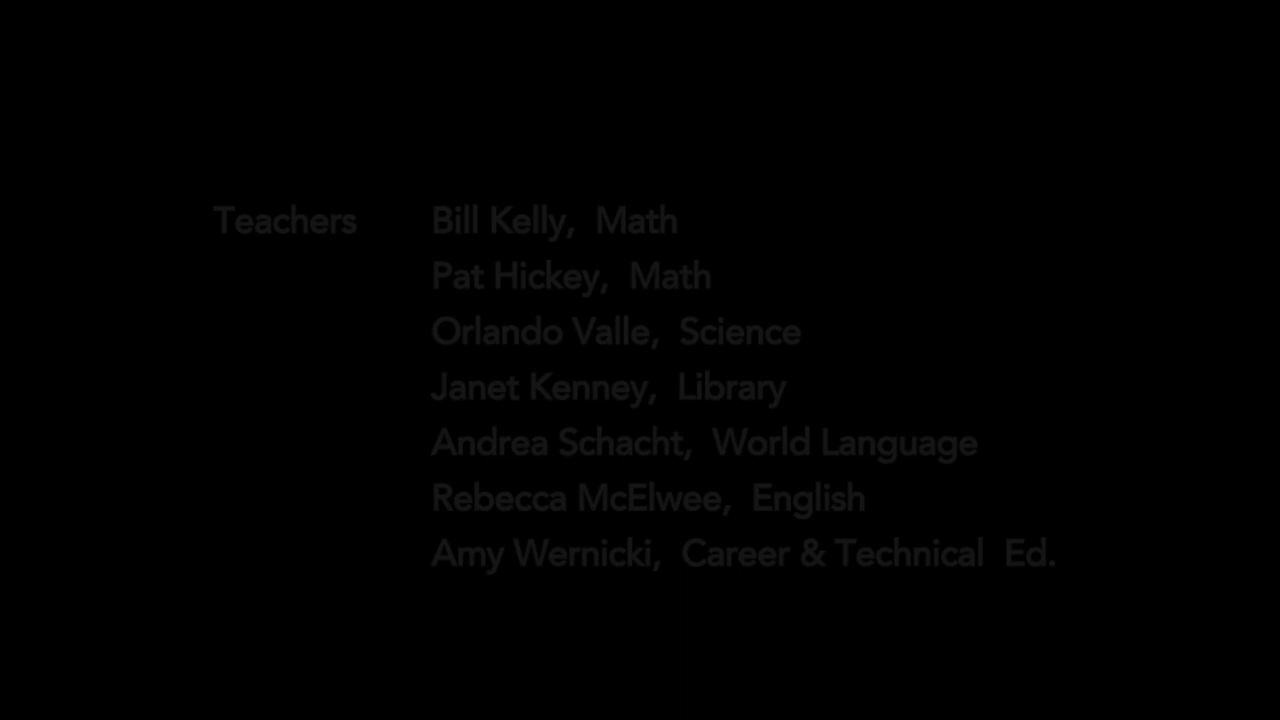 Teachers Bill Kelly, Math
Pat Hickey, Math
Orlando Valle, Science
Janet Kenney, Library
Andrea Schacht, World Language
Rebecca McElwee, English
Amy Wernicki, Career & Technical Ed.